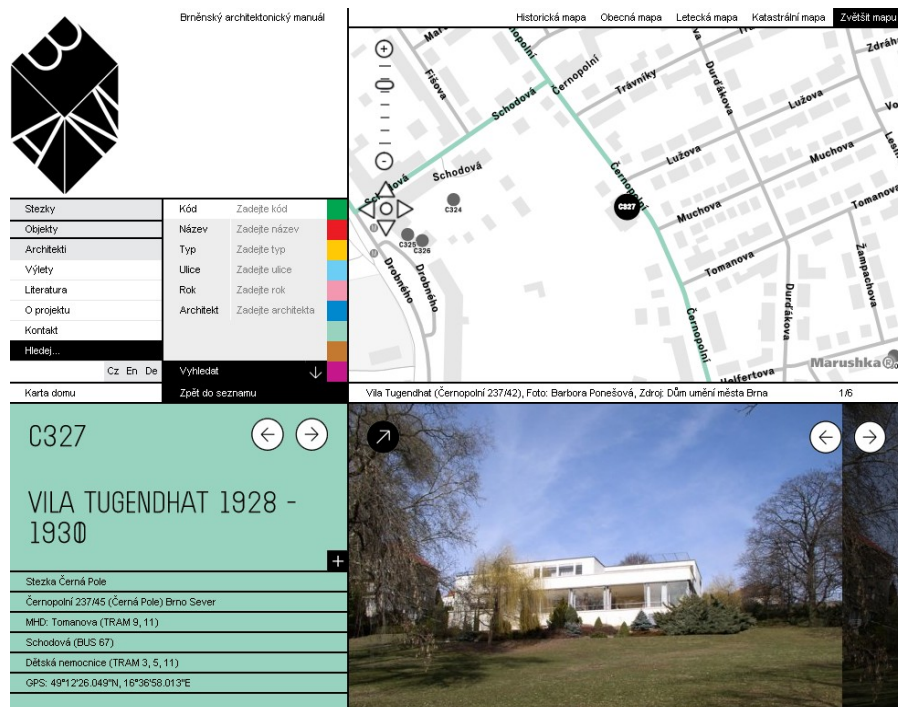 Brněnský architektonický manuál
Historická mapa
Obecná mapa
Letecká mapa
Katastrální mapa
Zvětšit mapu
BAM
Stezky
Objekty
Architekti
Výlety
Literatura
O projektu
Kontakt
Hledej...
Cz En De
Kód Zadejte kód
Název Zadejte název
Typ Zadejte typ
Ulice Zadejte ulice
Rok Zadejte rok
Architekt Zadejte architekta
Vyhledat
Fišova
Schodová
Černopolní
Trávníky
Durďákova
Zdráh
Lužova
Schodová
Černopolní
Lužova
Muchova
Schodová
C324
C327
Muchova
Tomanova
C325
C326
M
M
Drobného
Drobného
Tomanova
Žampachova
Durďákova
Černopolní
Helfertova
Marushka®
Karta domu
Zpět do seznamu
Vila Tugendhat (Černopolní 237/42), Foto: Barbora Ponešová, Zdroj: Dům umění města Brna
1/6
C327
VILA TUGENDHAT 1928 -
1930
+
Stezka Černá Pole
Černopolní 237/45 (Černá Pole) Brno Sever
MHD: Tomanova (TRAM 9, 11)
Schodová (BUS 67)
Dětská nemocnice (TRAM 3, 5, 11)
GPS: 49°12'26.049"N, 16°36'58.013"E